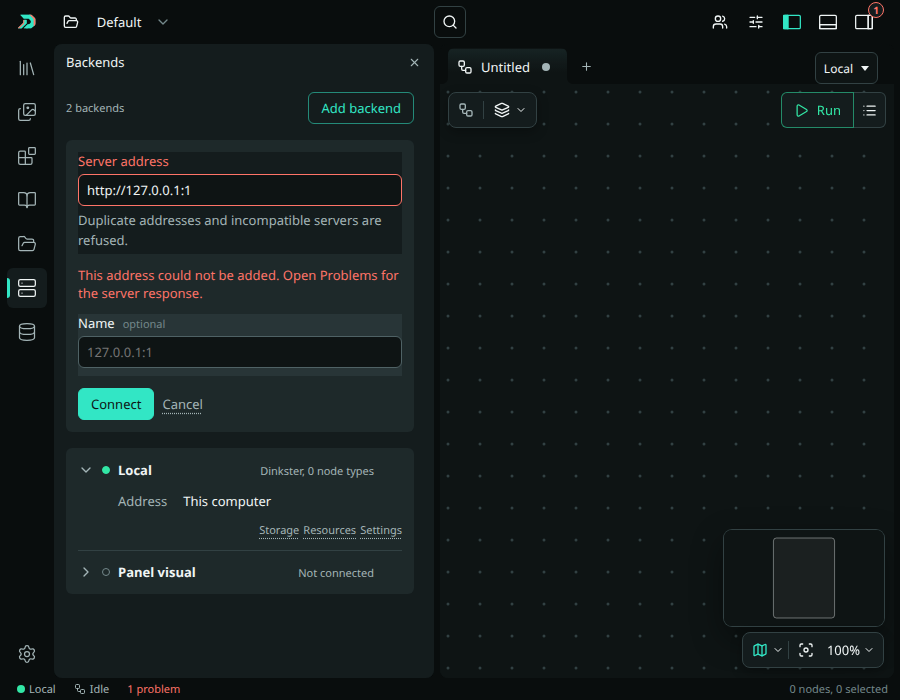 Default
1
Backends
Untitled
Local
2 backends
Add backend
Run
Server address
http://127.0.0.1:1
Duplicate addresses and incompatible servers are
refused.
This address could not be added. Open Problems for
the server response.
Name optional
127.0.0.1:1
Connect Cancel
Local
Dinkster, 0 node types
Address This computer
Storage Resources Settings
Panel visual
Not connected
100%
Local
Idle
1 problem
0 nodes, 0 selected